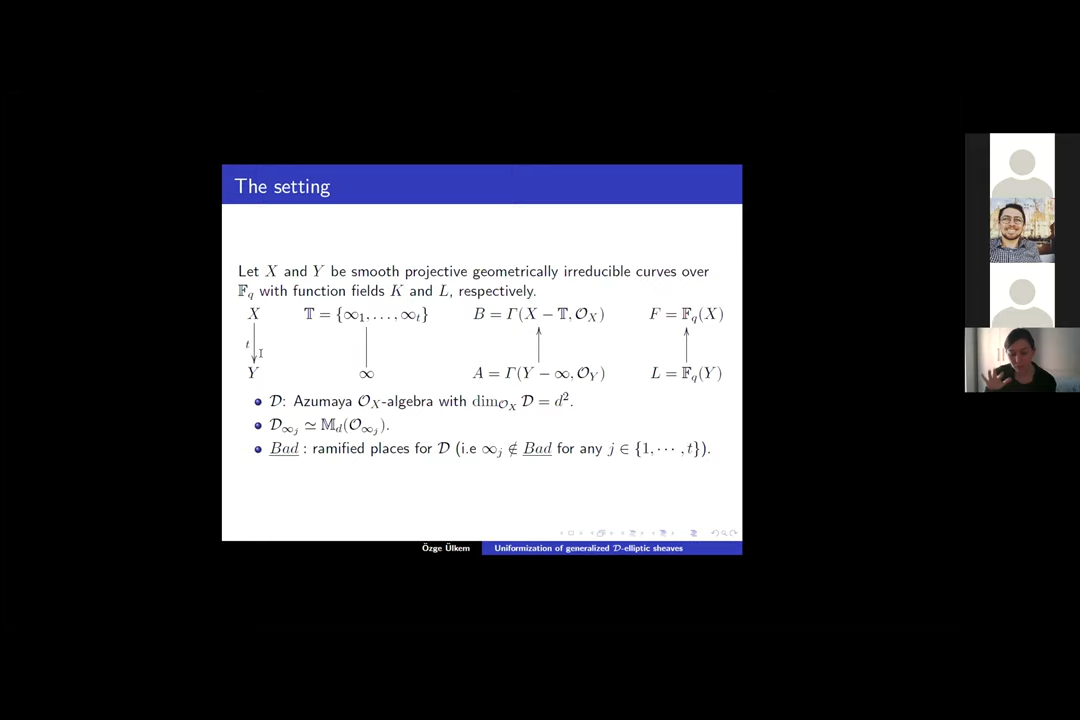 The setting
Let X and Y be smooth projective geometrically irreducible curves over
𝔽_q with function fields K and L, respectively.
X 𝕋 = {∞₁, . . . , ∞_t} B = Γ(X − 𝕋, 𝒪_X) F = 𝔽_q(X)
t
Y ∞ A = Γ(Y − ∞, 𝒪_Y) L = 𝔽_q(Y)
• 𝒟: Azumaya 𝒪_X-algebra with dim_{𝒪_X} 𝒟 = d².
• 𝒟_{∞_j} ≃ 𝕄_d(𝒪_{∞_j}).
• Bad : ramified places for 𝒟 (i.e ∞_j ∉ Bad for any j ∈ {1, · · · , t}).
Özge Ülkem Uniformization of generalized 𝒟-elliptic sheaves